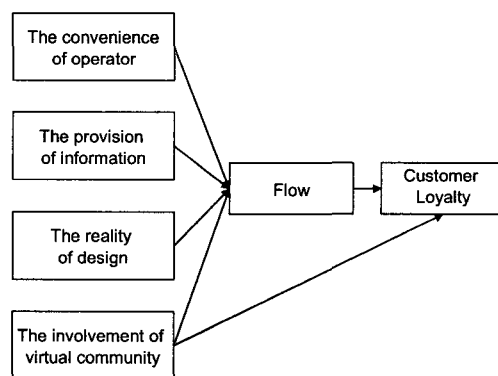 The convenience
of operator
The provision
of information
Flow
Customer
Loyalty
The reality
of design
The involvement of
virtual community